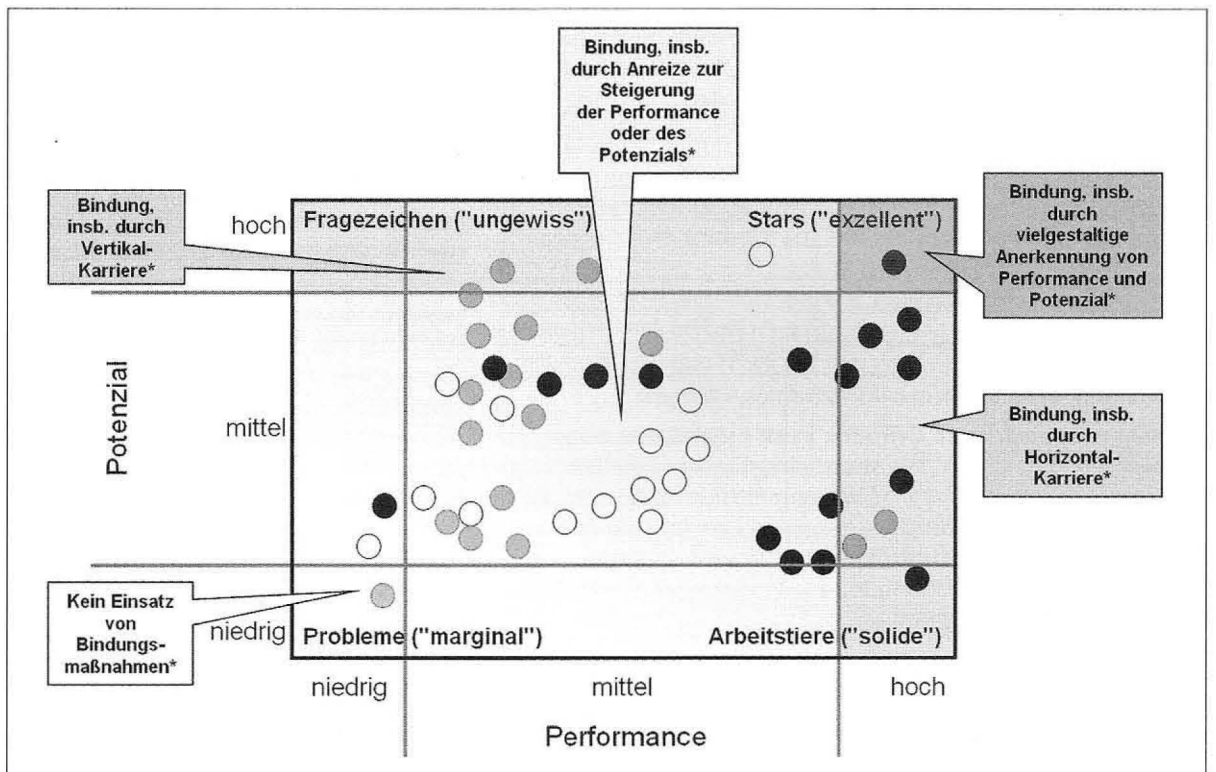 Bindung, insb.
durch Anreize zur
Steigerung
der Performance
oder des
Potenzials*
Bindung,
insb. durch
Vertikal-
Karriere*
hoch
Fragezeichen ("ungewiss")
Stars ("exzellent")
Bindung, insb.
durch
vielgestaltige
Anerkennung von
Performance und
Potenzial*
Potenzial
mittel
Bindung, insb.
durch
Horizontal-
Karriere*
Kein Einsatz
von
Bindungs-
maßnahmen*
niedrig
Probleme ("marginal")
Arbeitstiere ("solide")
niedrig
mittel
hoch
Performance